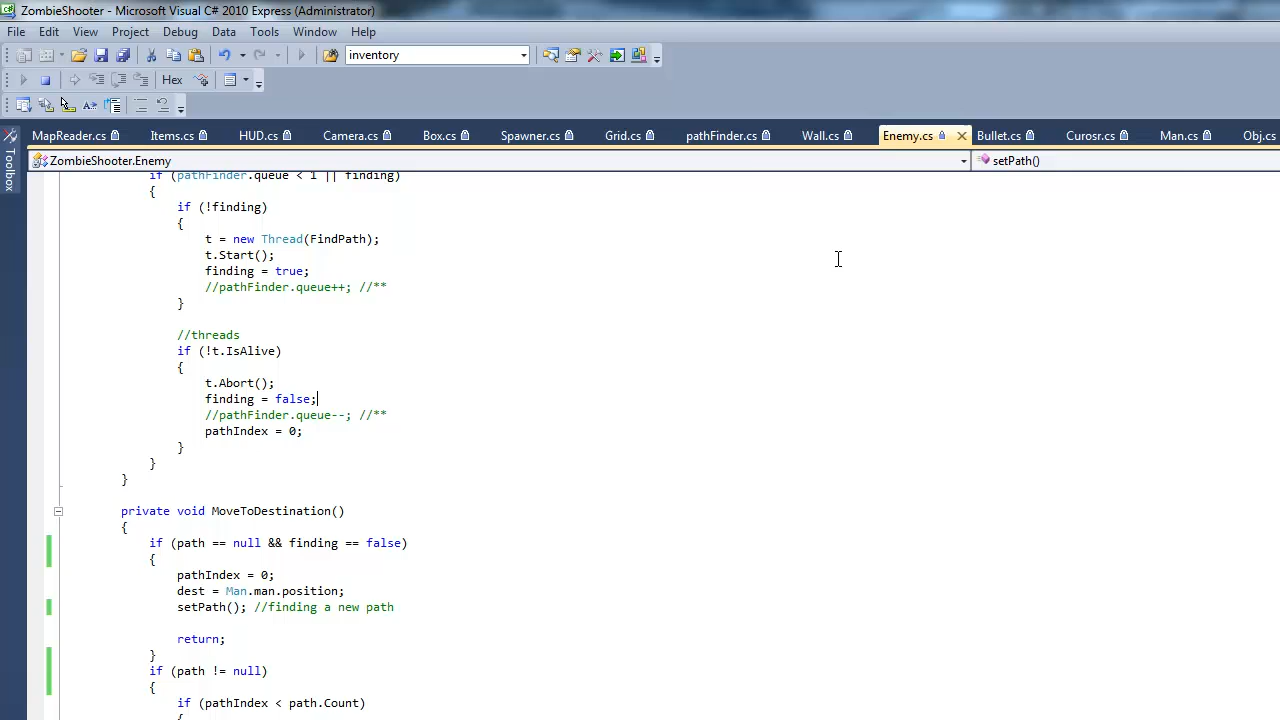 ZombieShooter - Microsoft Visual C# 2010 Express (Administrator)
File Edit View Project Debug Data Tools Window Help
inventory
Hex
MapReader.cs Items.cs HUD.cs Camera.cs Box.cs Spawner.cs Grid.cs pathFinder.cs Wall.cs Enemy.cs Bullet.cs Curosr.cs Man.cs Obj.cs
Toolbox
ZombieShooter.Enemy setPath()
if (pathFinder.queue < 1 || finding)
{
if (!finding)
{
t = new Thread(FindPath);
t.Start();
finding = true;
//pathFinder.queue++; //**
}
//threads
if (!t.IsAlive)
{
t.Abort();
finding = false;
//pathFinder.queue--; //**
pathIndex = 0;
}
}
}
private void MoveToDestination()
{
if (path == null && finding == false)
{
pathIndex = 0;
dest = Man.man.position;
setPath(); //finding a new path
return;
}
if (path != null)
{
if (pathIndex < path.Count)
{